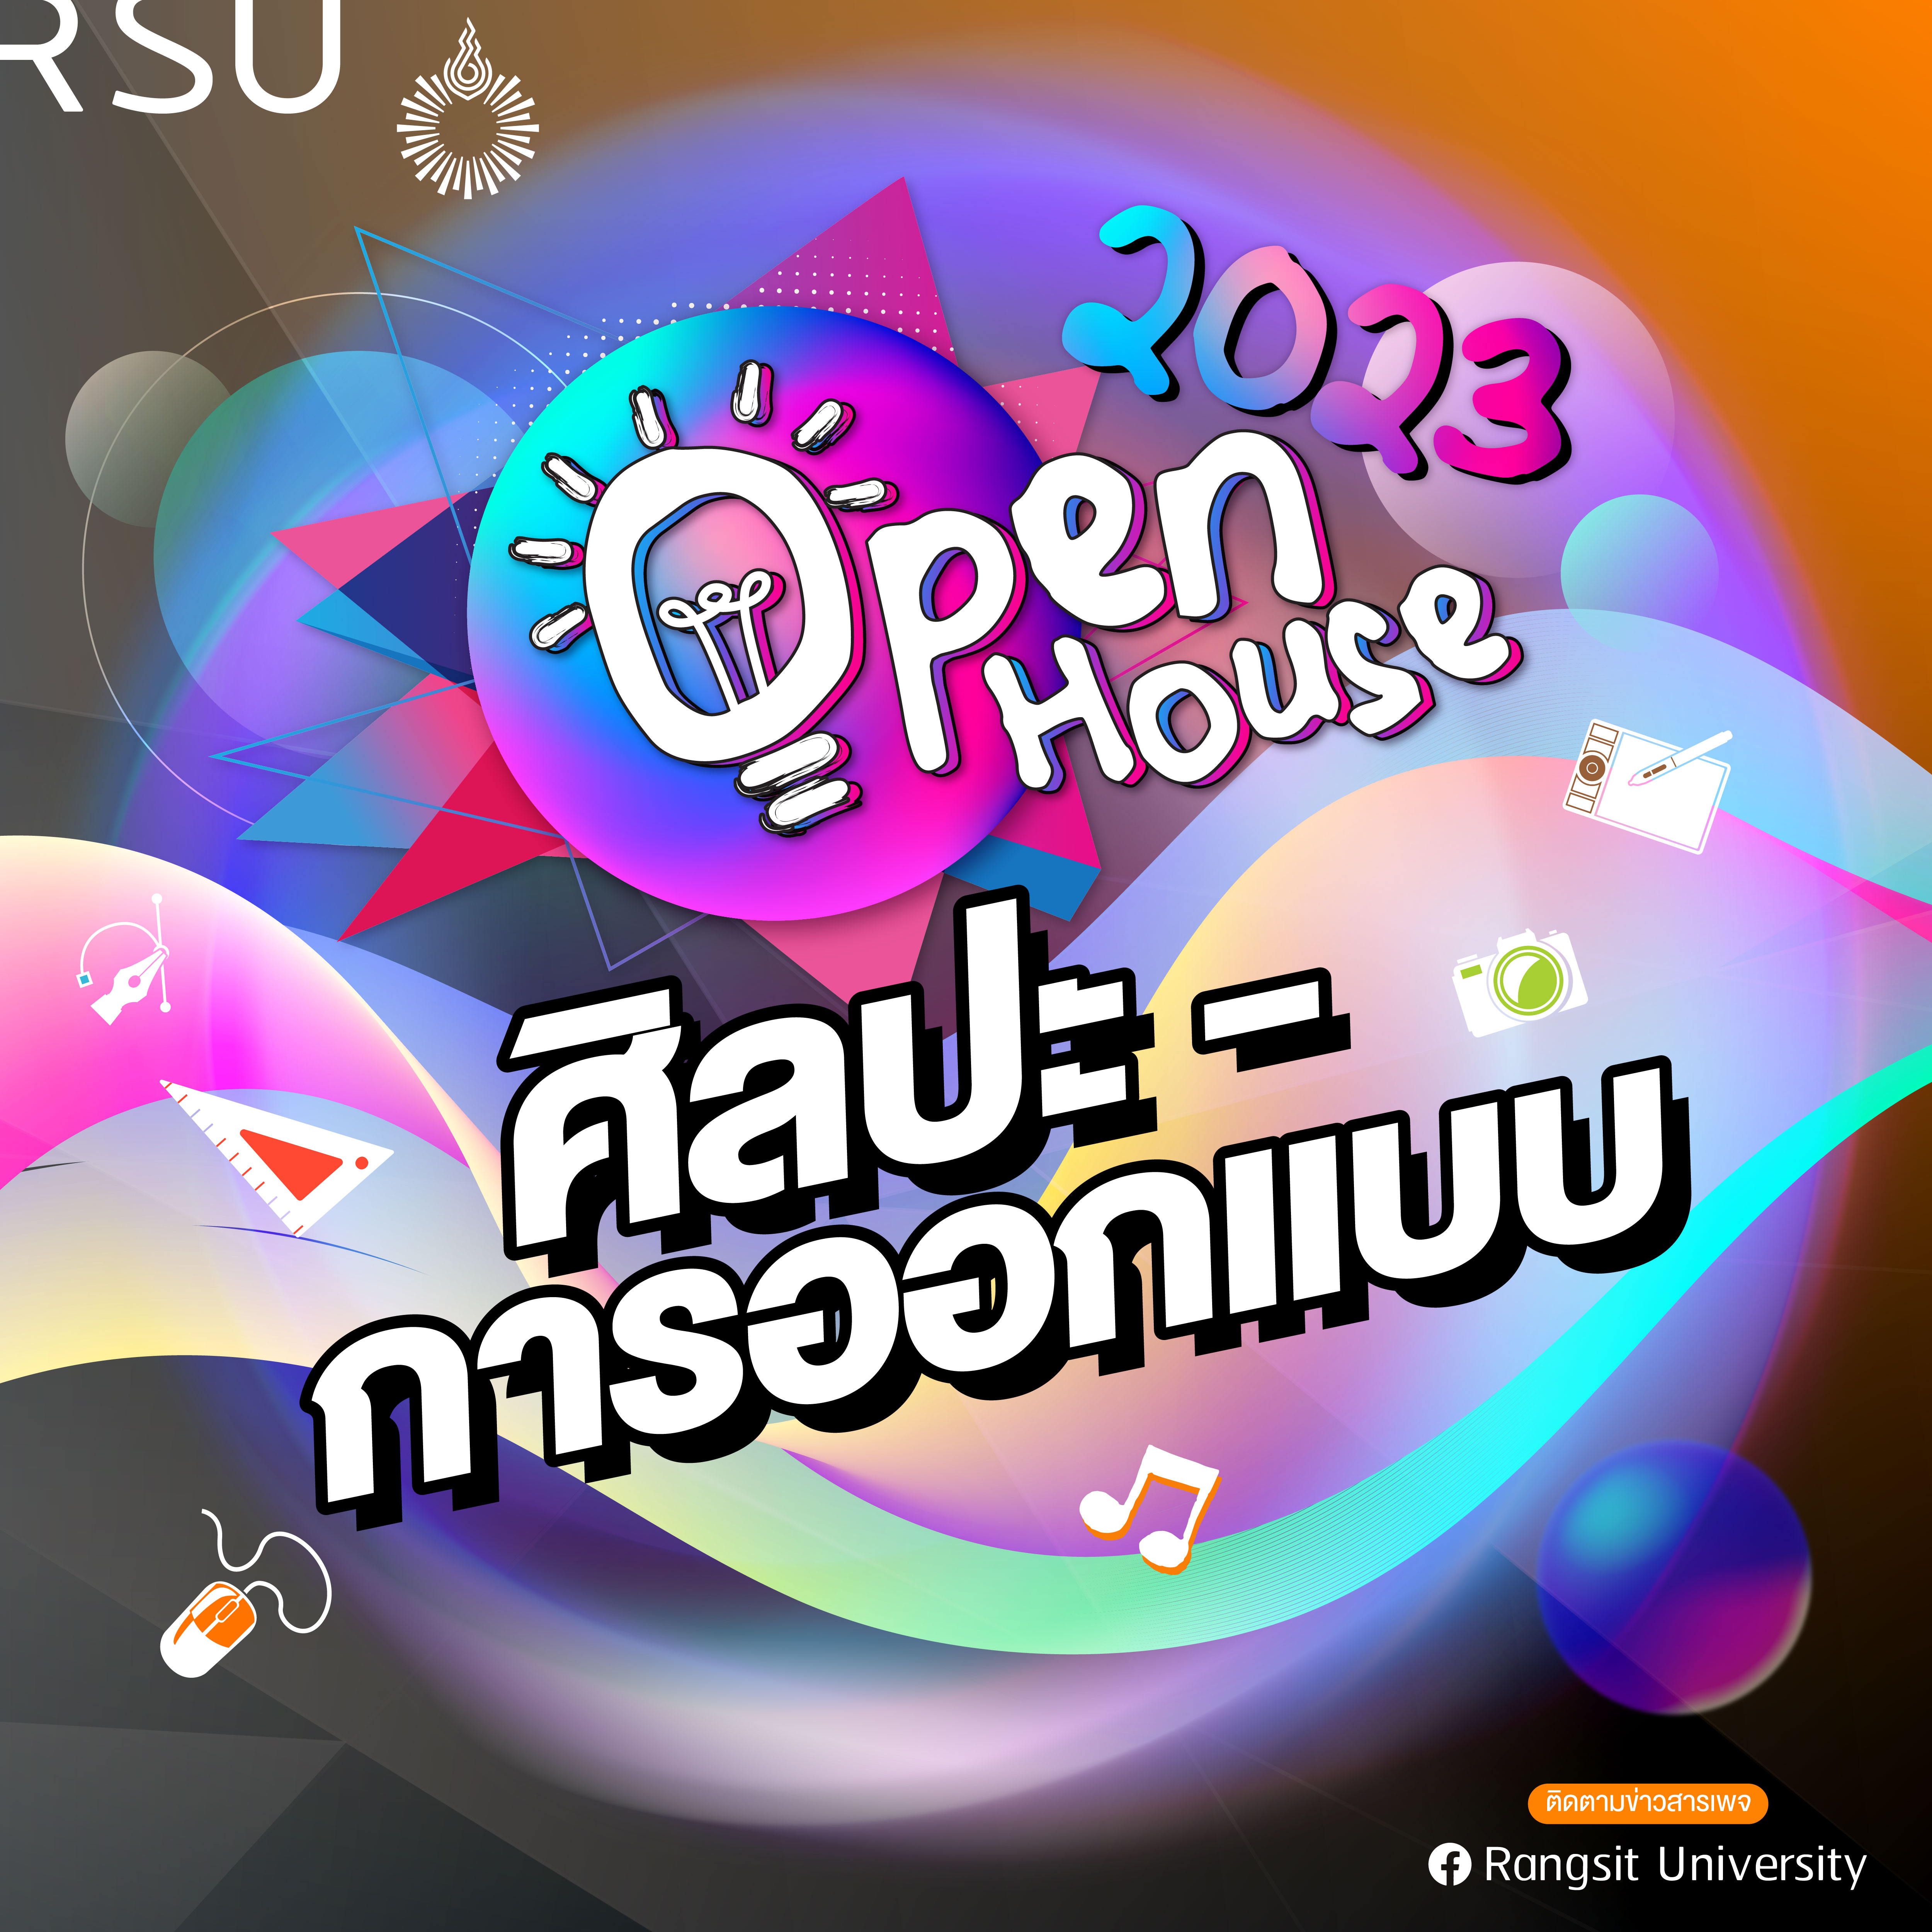 RSU
2023
Open
House
ศิลปะ -
การออกแบบ
ติดตามข่าวสารเพจ
Rangsit University